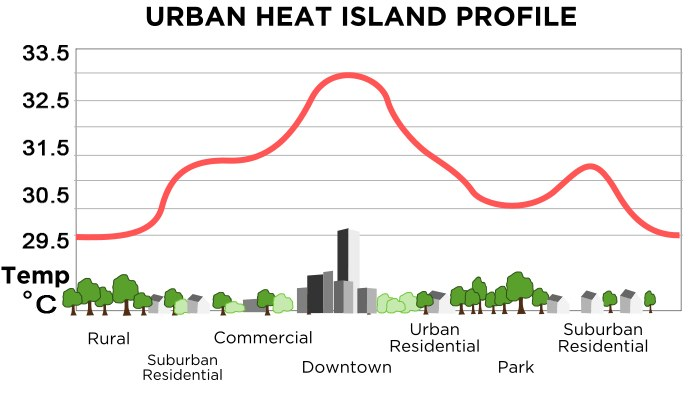 URBAN HEAT ISLAND PROFILE
33.5
32.5
31.5
30.5
29.5
Temp
°C
Rural
Suburban
Residential
Commercial
Downtown
Urban
Residential
Park
Suburban
Residential